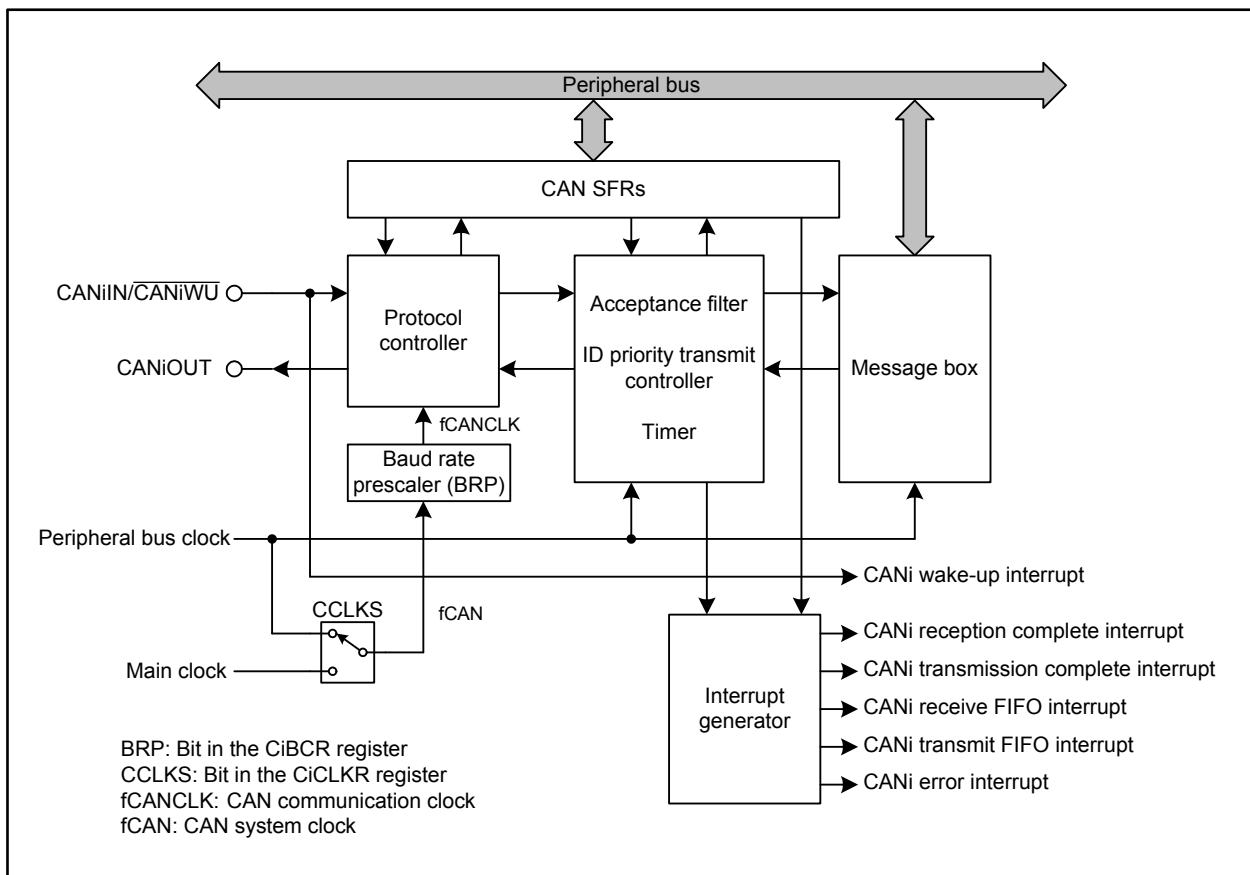 Peripheral bus
CAN SFRs
CANiIN/CANiWU
CANiOUT
Protocol
controller
Acceptance filter
ID priority transmit
controller
Timer
Message box
fCANCLK
Baud rate
prescaler (BRP)
Peripheral bus clock
CCLKS
fCAN
Main clock
CANi wake-up interrupt
Interrupt
generator
CANi reception complete interrupt
CANi transmission complete interrupt
CANi receive FIFO interrupt
CANi transmit FIFO interrupt
CANi error interrupt
BRP: Bit in the CiBCR register
CCLKS: Bit in the CiCLKR register
fCANCLK: CAN communication clock
fCAN: CAN system clock